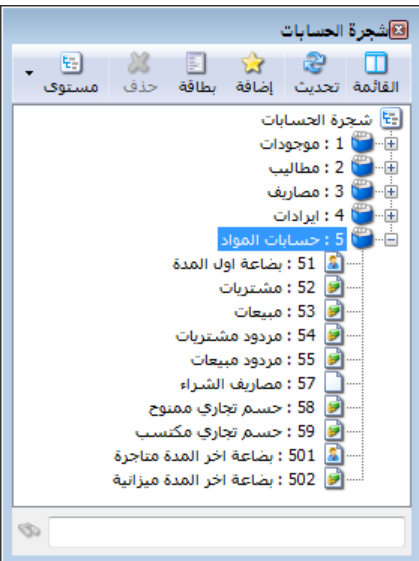 شجرة الحسابات
القائمة تحديث إضافة بطاقة حذف مستوى
شجرة الحسابات
1 : موجودات
2 : مطاليب
3 : مصاريف
4 : ايرادات
5 : حسابات المواد
51 : بضاعة اول المدة
52 : مشتريات
53 : مبيعات
54 : مردود مشتريات
55 : مردود مبيعات
57 : مصاريف الشراء
58 : حسم تجاري ممنوح
59 : حسم تجاري مكتسب
501 : بضاعة اخر المدة متاجرة
502 : بضاعة اخر المدة ميزانية